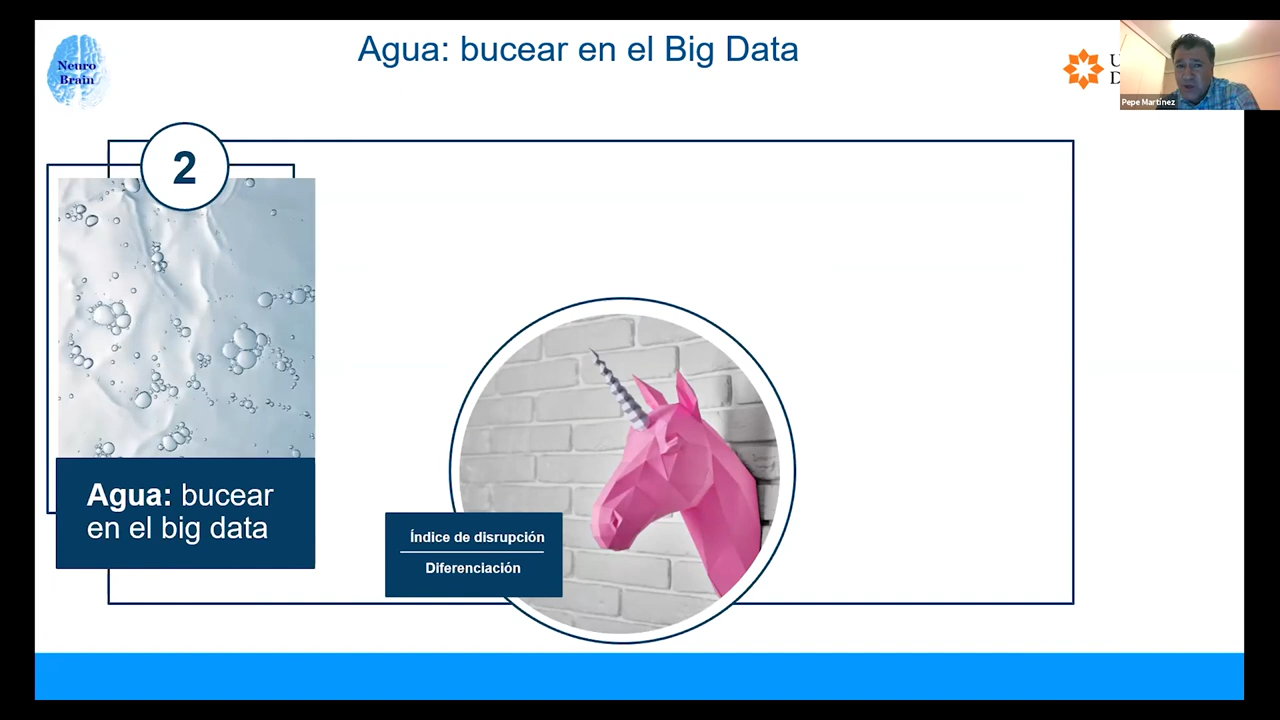 Agua: bucear en el Big Data
Neuro
Brain
U
D
Pepe Martínez
2
Agua: bucear
en el big data
Índice de disrupción
Diferenciación